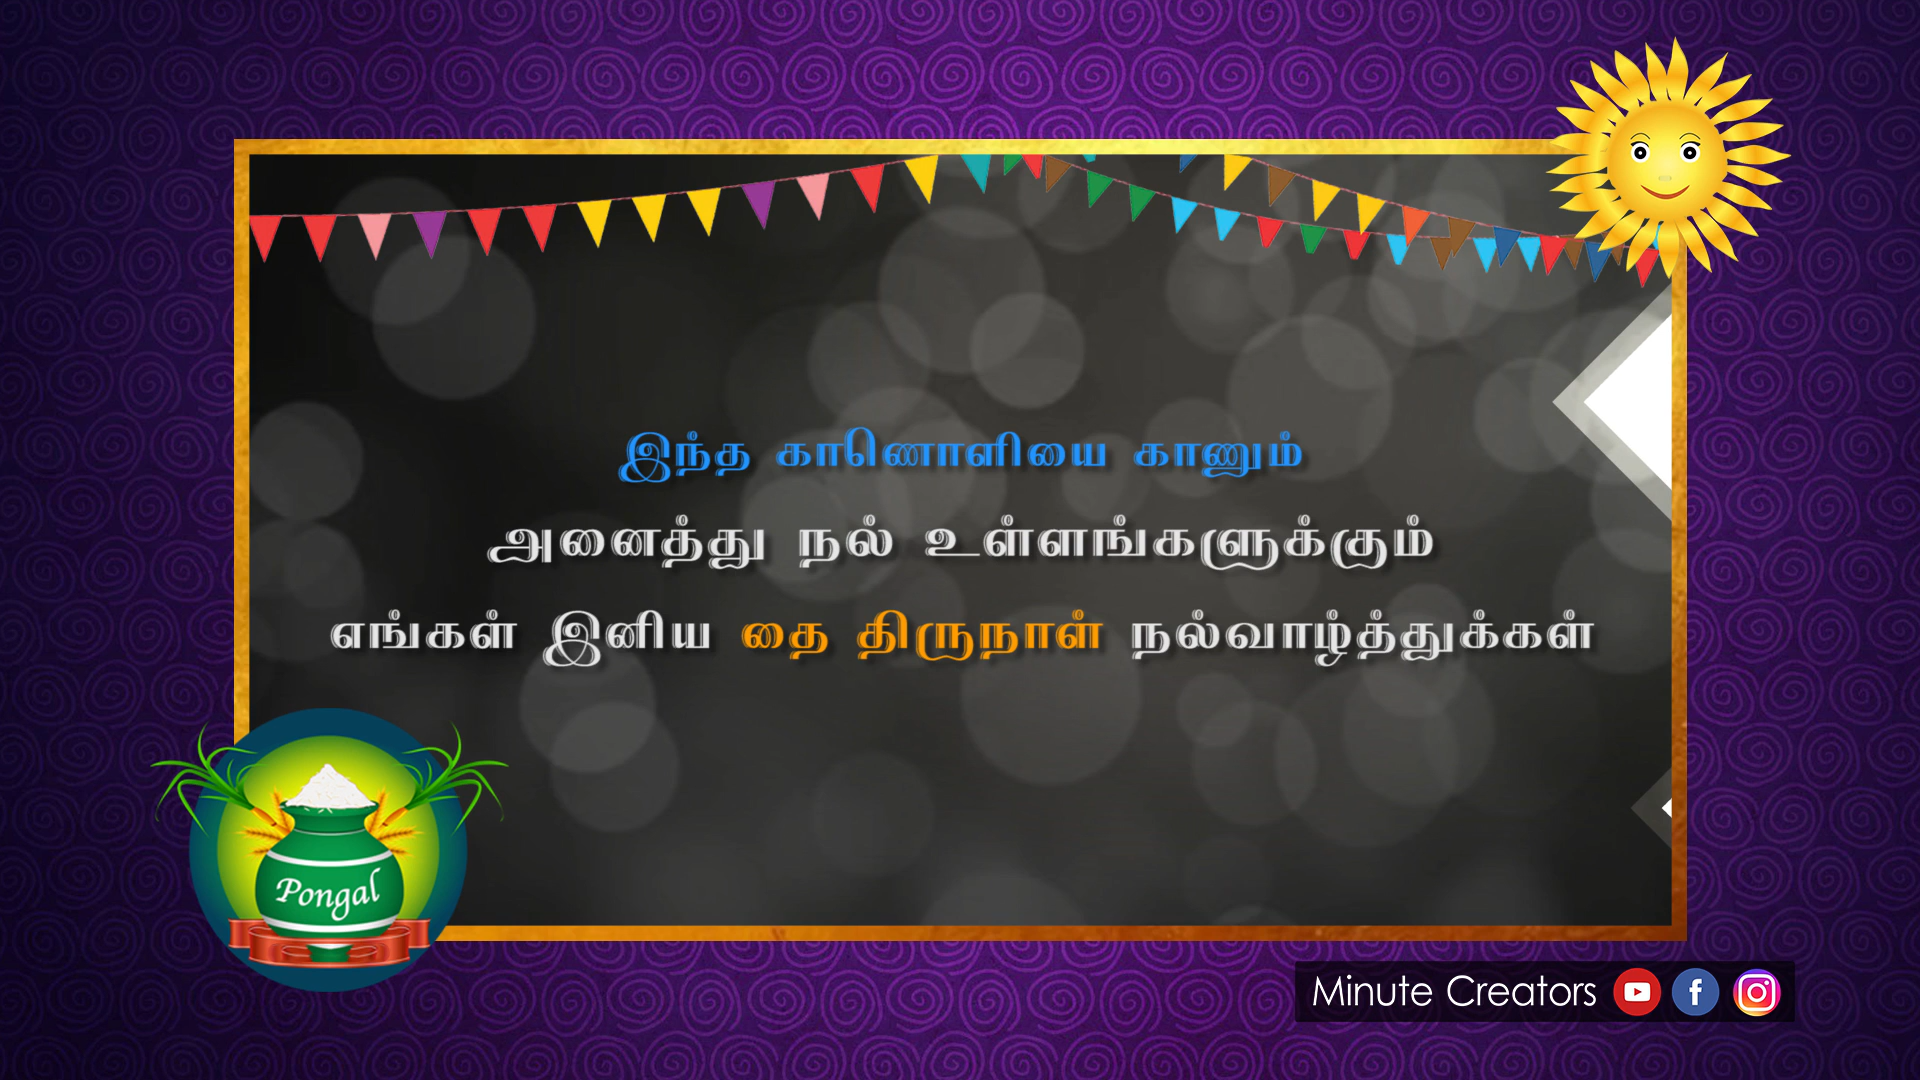 இந்த காணொளியை காணும்
அனைத்து நல் உள்ளங்களுக்கும்
எங்கள் இனிய தை திருநாள் நல்வாழ்த்துக்கள்
Pongal
Minute Creators